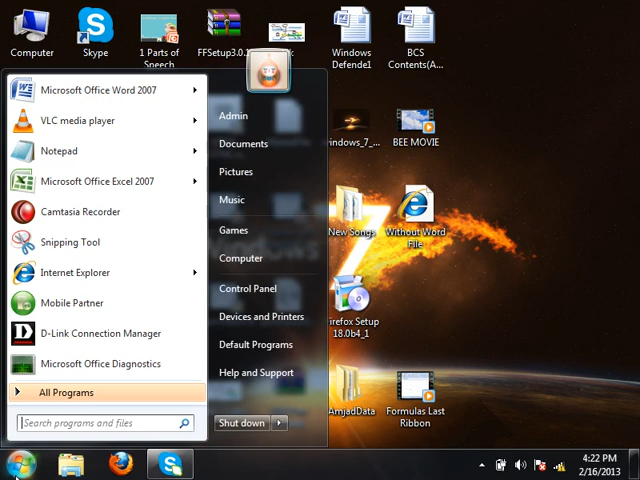 Computer
Skype
1 Parts of
Speech
FFSetup3.0.1
Windows
Defende1
BCS
Contents(A...
Microsoft Office Word 2007
VLC media player
Notepad
Microsoft Office Excel 2007
Camtasia Recorder
Snipping Tool
Internet Explorer
Mobile Partner
D-Link Connection Manager
Microsoft Office Diagnostics
All Programs
Search programs and files
Admin
Documents
Pictures
Music
Games
Computer
Control Panel
Devices and Printers
Default Programs
Help and Support
Shut down
windows_7_...
BEE MOVIE
New Songs
Without Word
File
Firefox Setup
18.0b4_1
AmjadData
Formulas Last
Ribbon
4:22 PM
2/16/2013